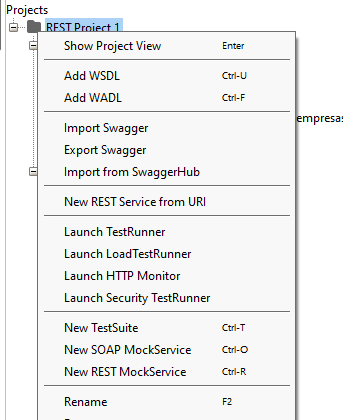 Projects
REST Project 1
Show Project View Enter
Add WSDL Ctrl-U
Add WADL Ctrl-F
empresas
Import Swagger
Export Swagger
Import from SwaggerHub
New REST Service from URI
Launch TestRunner
Launch LoadTestRunner
Launch HTTP Monitor
Launch Security TestRunner
New TestSuite Ctrl-T
New SOAP MockService Ctrl-O
New REST MockService Ctrl-R
Rename F2